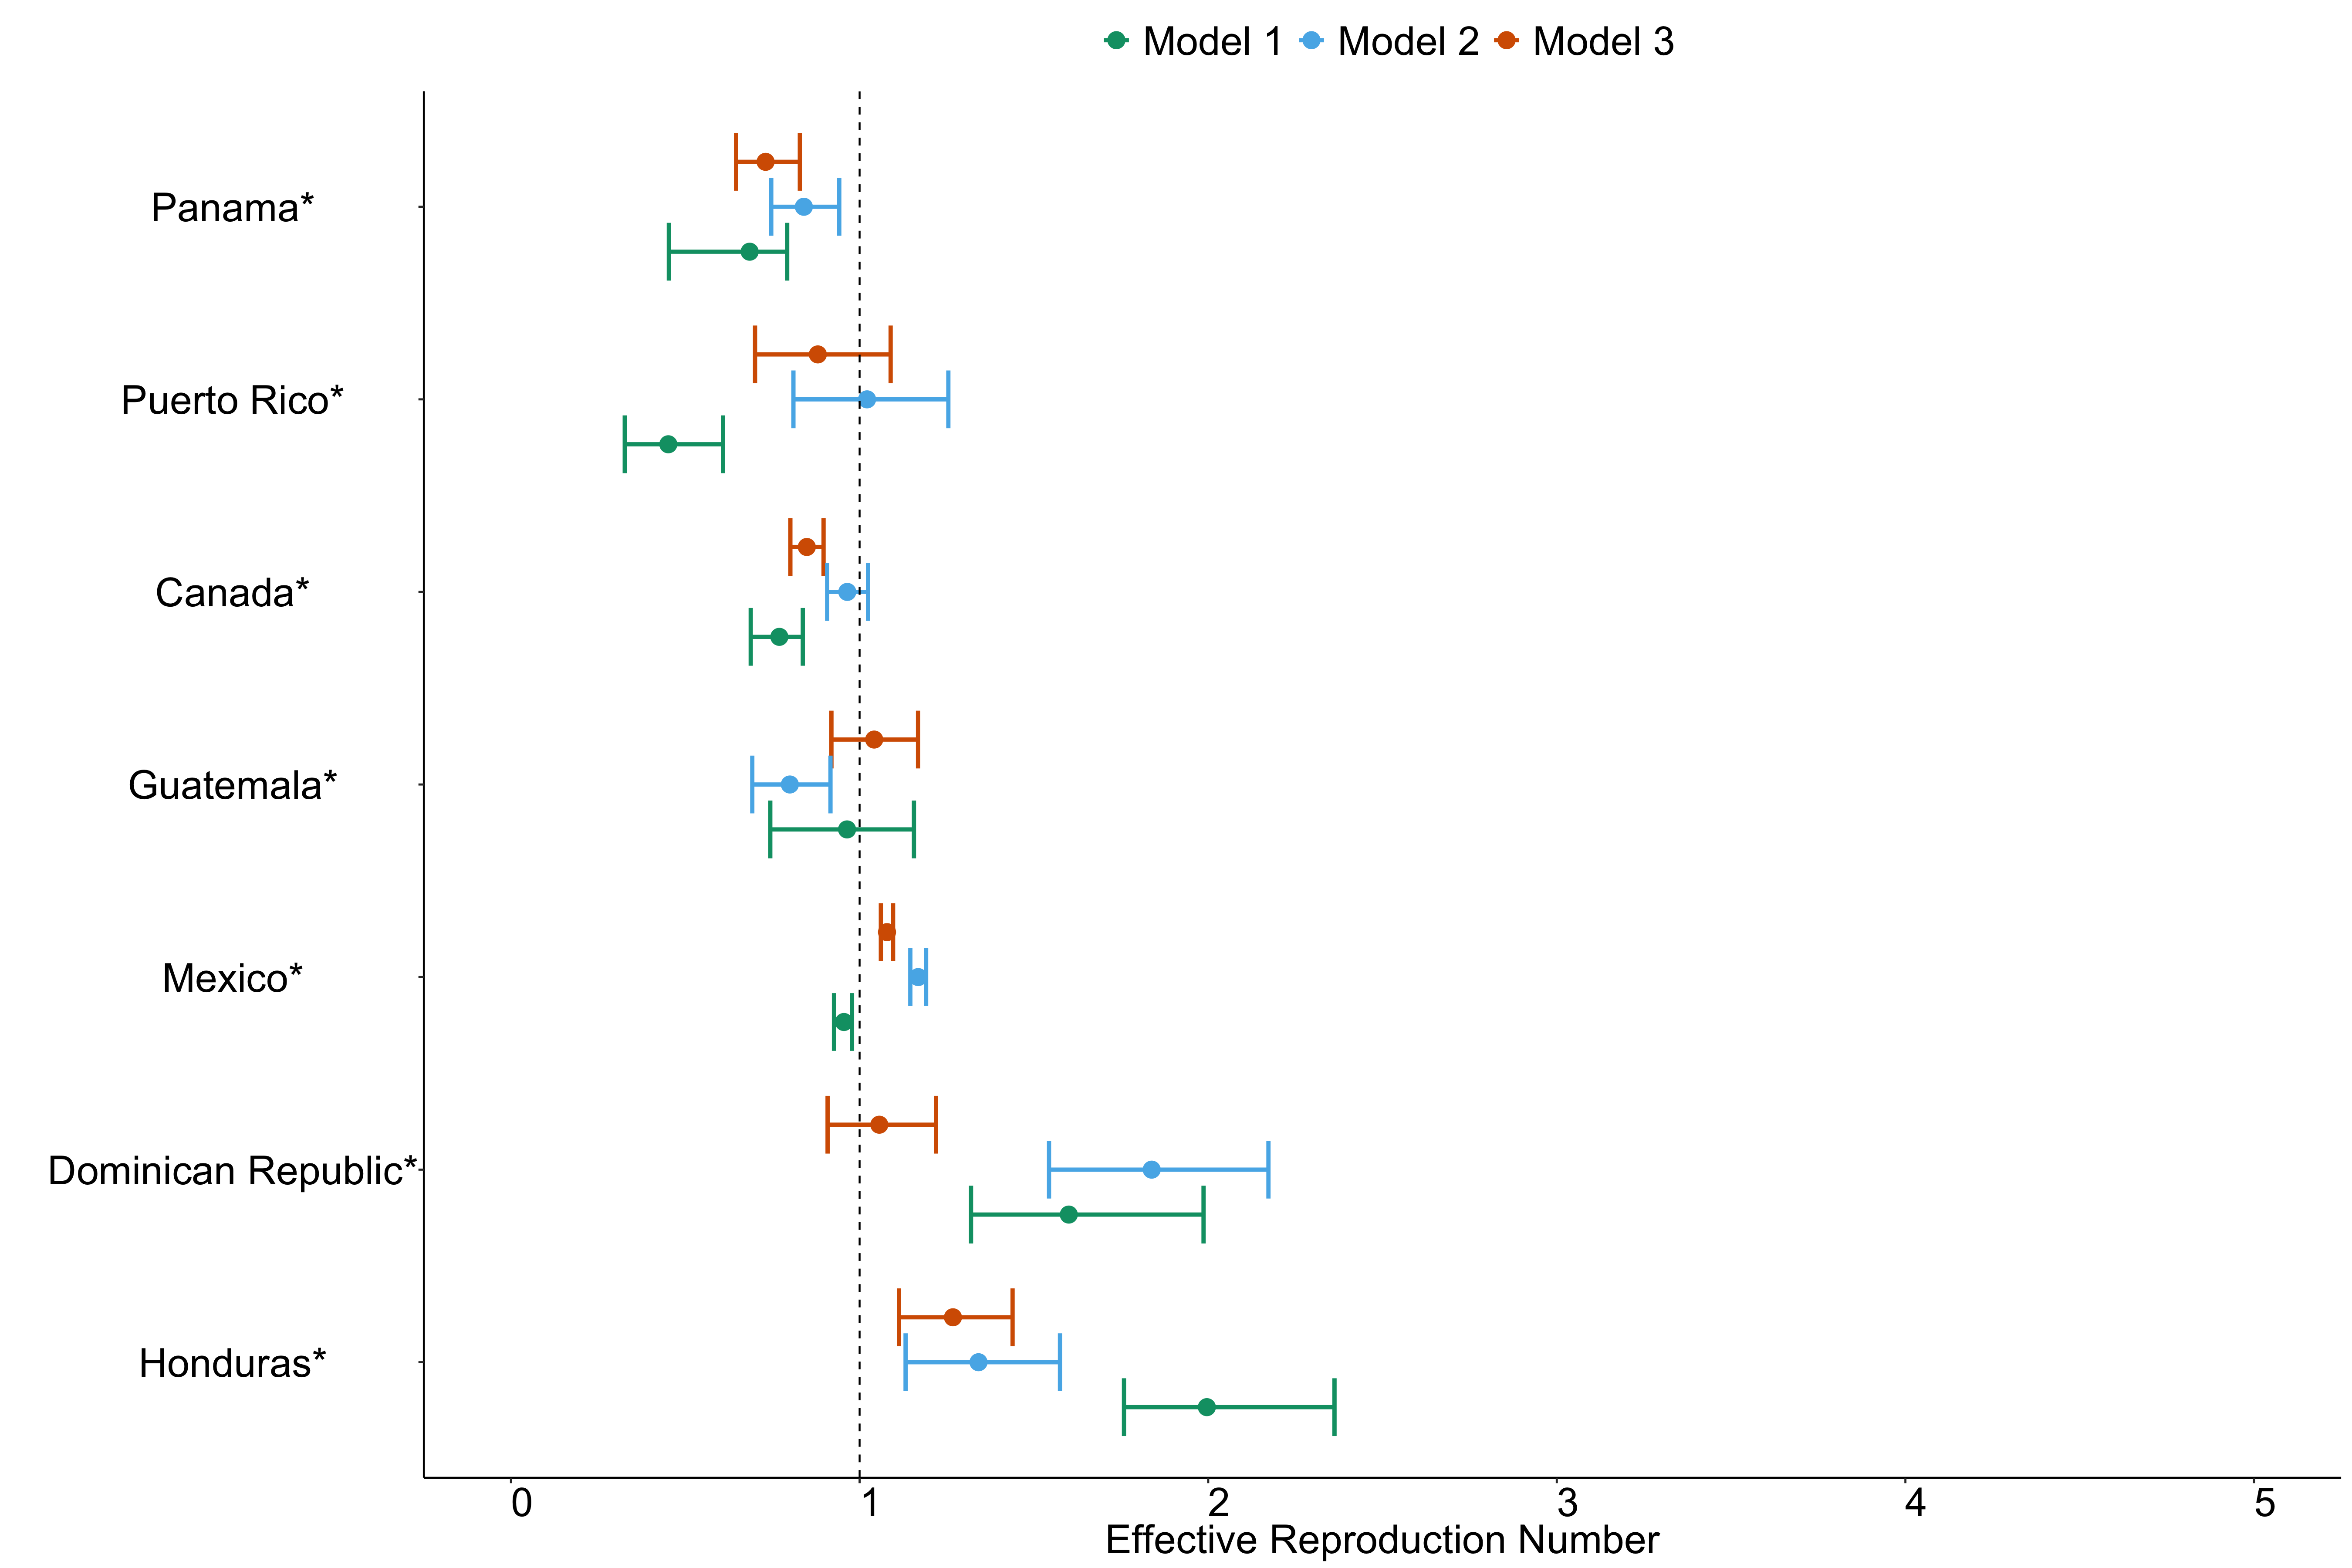 Model 1 Model 2 Model 3
Panama*
Puerto Rico*
Canada*
Guatemala*
Mexico*
Dominican Republic*
Honduras*
0 1 2 3 4 5
Effective Reproduction Number